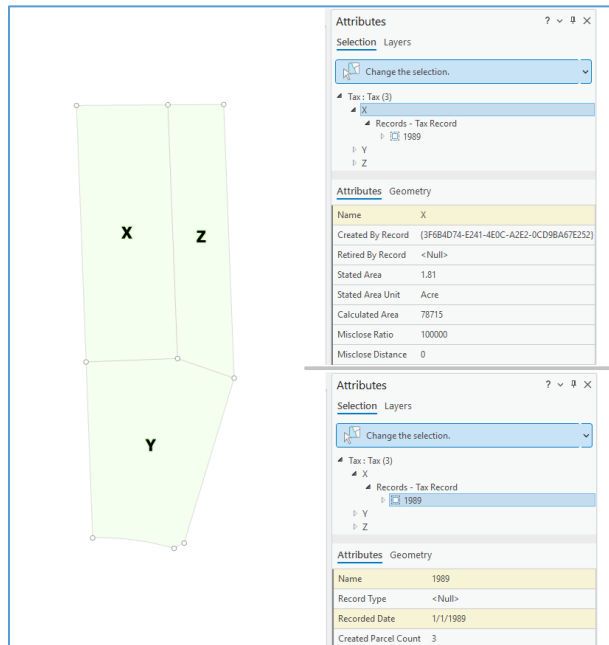 X
Z
Y
Attributes
Selection Layers
Change the selection.
Tax : Tax (3)
X
Records - Tax Record
1989
Y
Z
Attributes Geometry
Name X
Created By Record {3F6B4D74-E241-4E0C-A2E2-0CD9BA67E252}
Retired By Record <Null>
Stated Area 1.81
Stated Area Unit Acre
Calculated Area 78715
Misclose Ratio 100000
Misclose Distance 0
Attributes
Selection Layers
Change the selection.
Tax : Tax (3)
X
Records - Tax Record
1989
Y
Z
Attributes Geometry
Name 1989
Record Type <Null>
Recorded Date 1/1/1989
Created Parcel Count 3